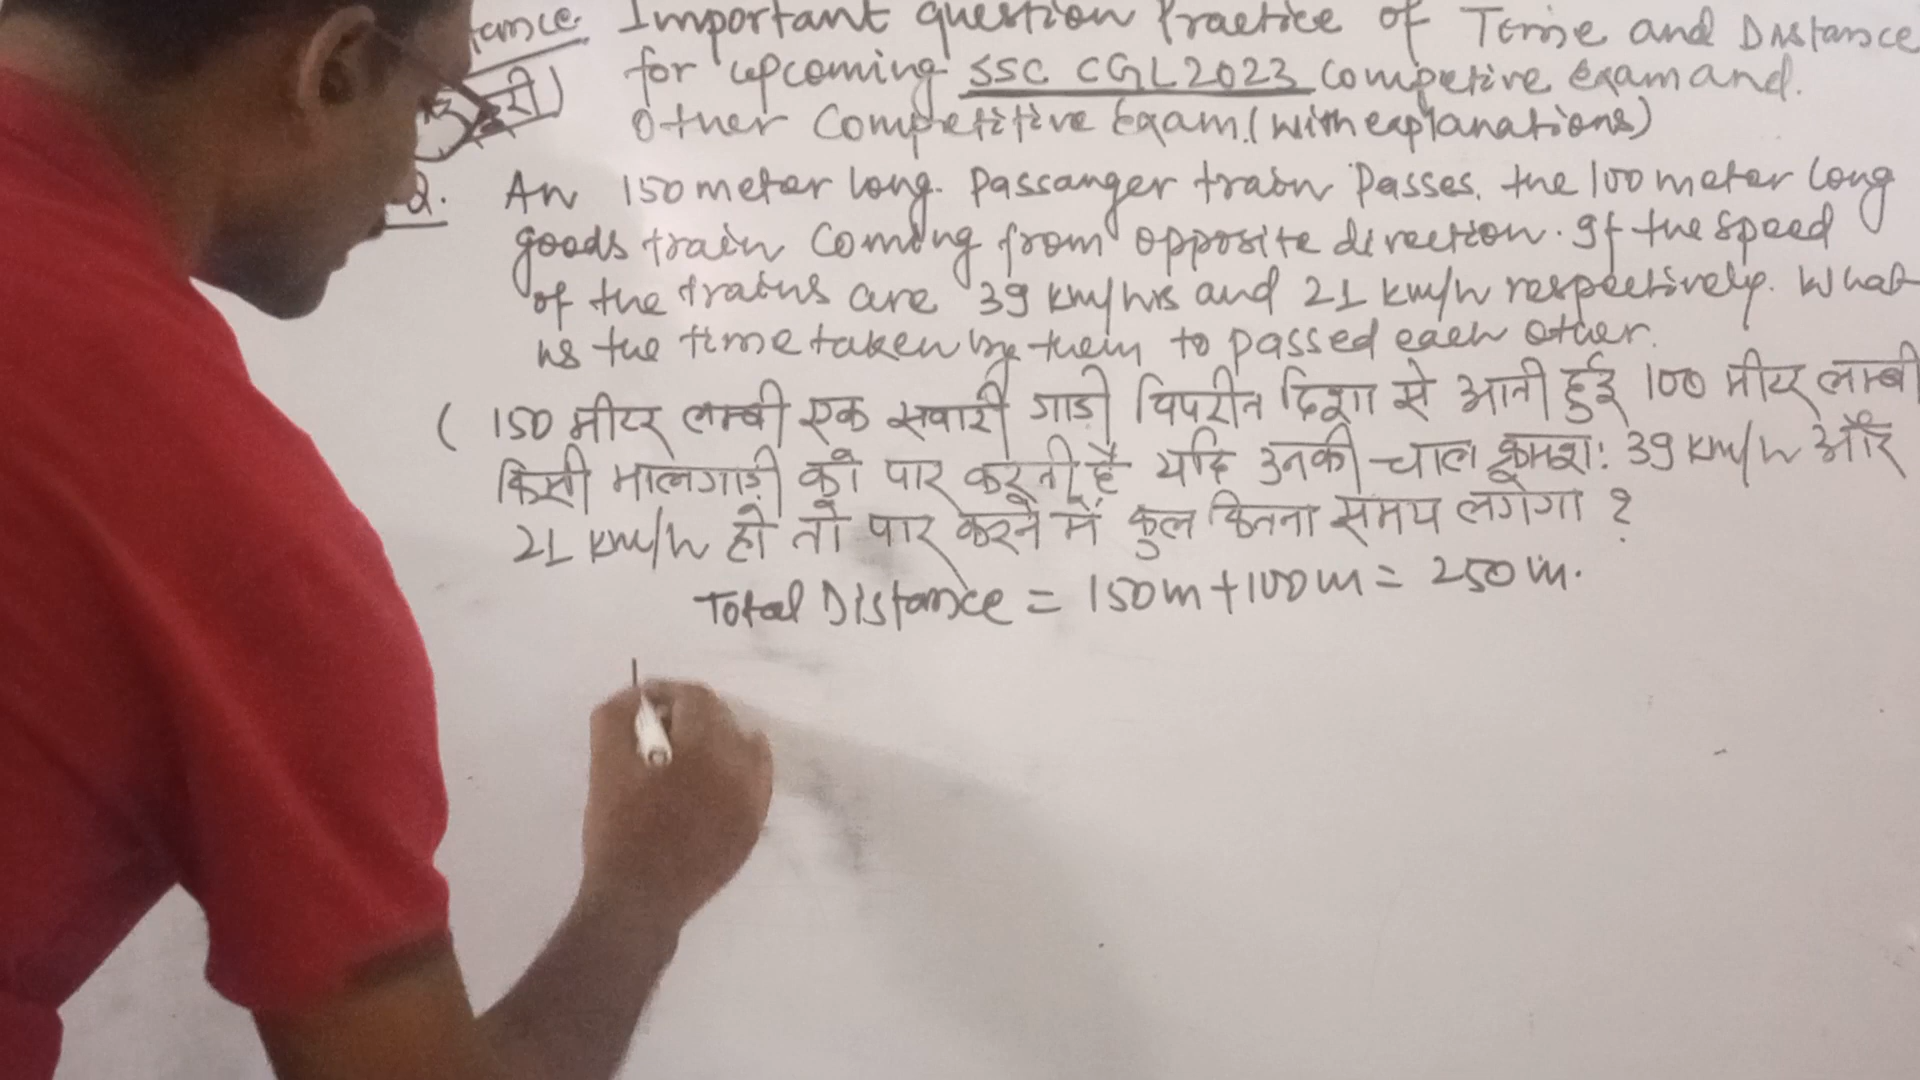 Important question Practice of Time and Distance
for upcoming SSC CGL2023 competive exam and.
री)
other Competitive Exam.(with explanations)
Q. An 150 meter long. Passanger train Passes. the 100 meter long
goods train Coming from opposite direction. If the speed
of the trains are 39 km/hrs and 21 km/h respectively. What
is the time taken by them to passed each other.
( 150 मीटर लम्बी एक सवारी गाड़ी विपरीत दिशा से आती हुई 100 मीटर लम्बी
किसी मालगाड़ी को पार करती है यदि उनकी चाल क्रमशः 39 km/h और
21 km/h हो तो पार करने में कुल कितना समय लगेगा ?
Total Distance = 150m+100m = 250m.